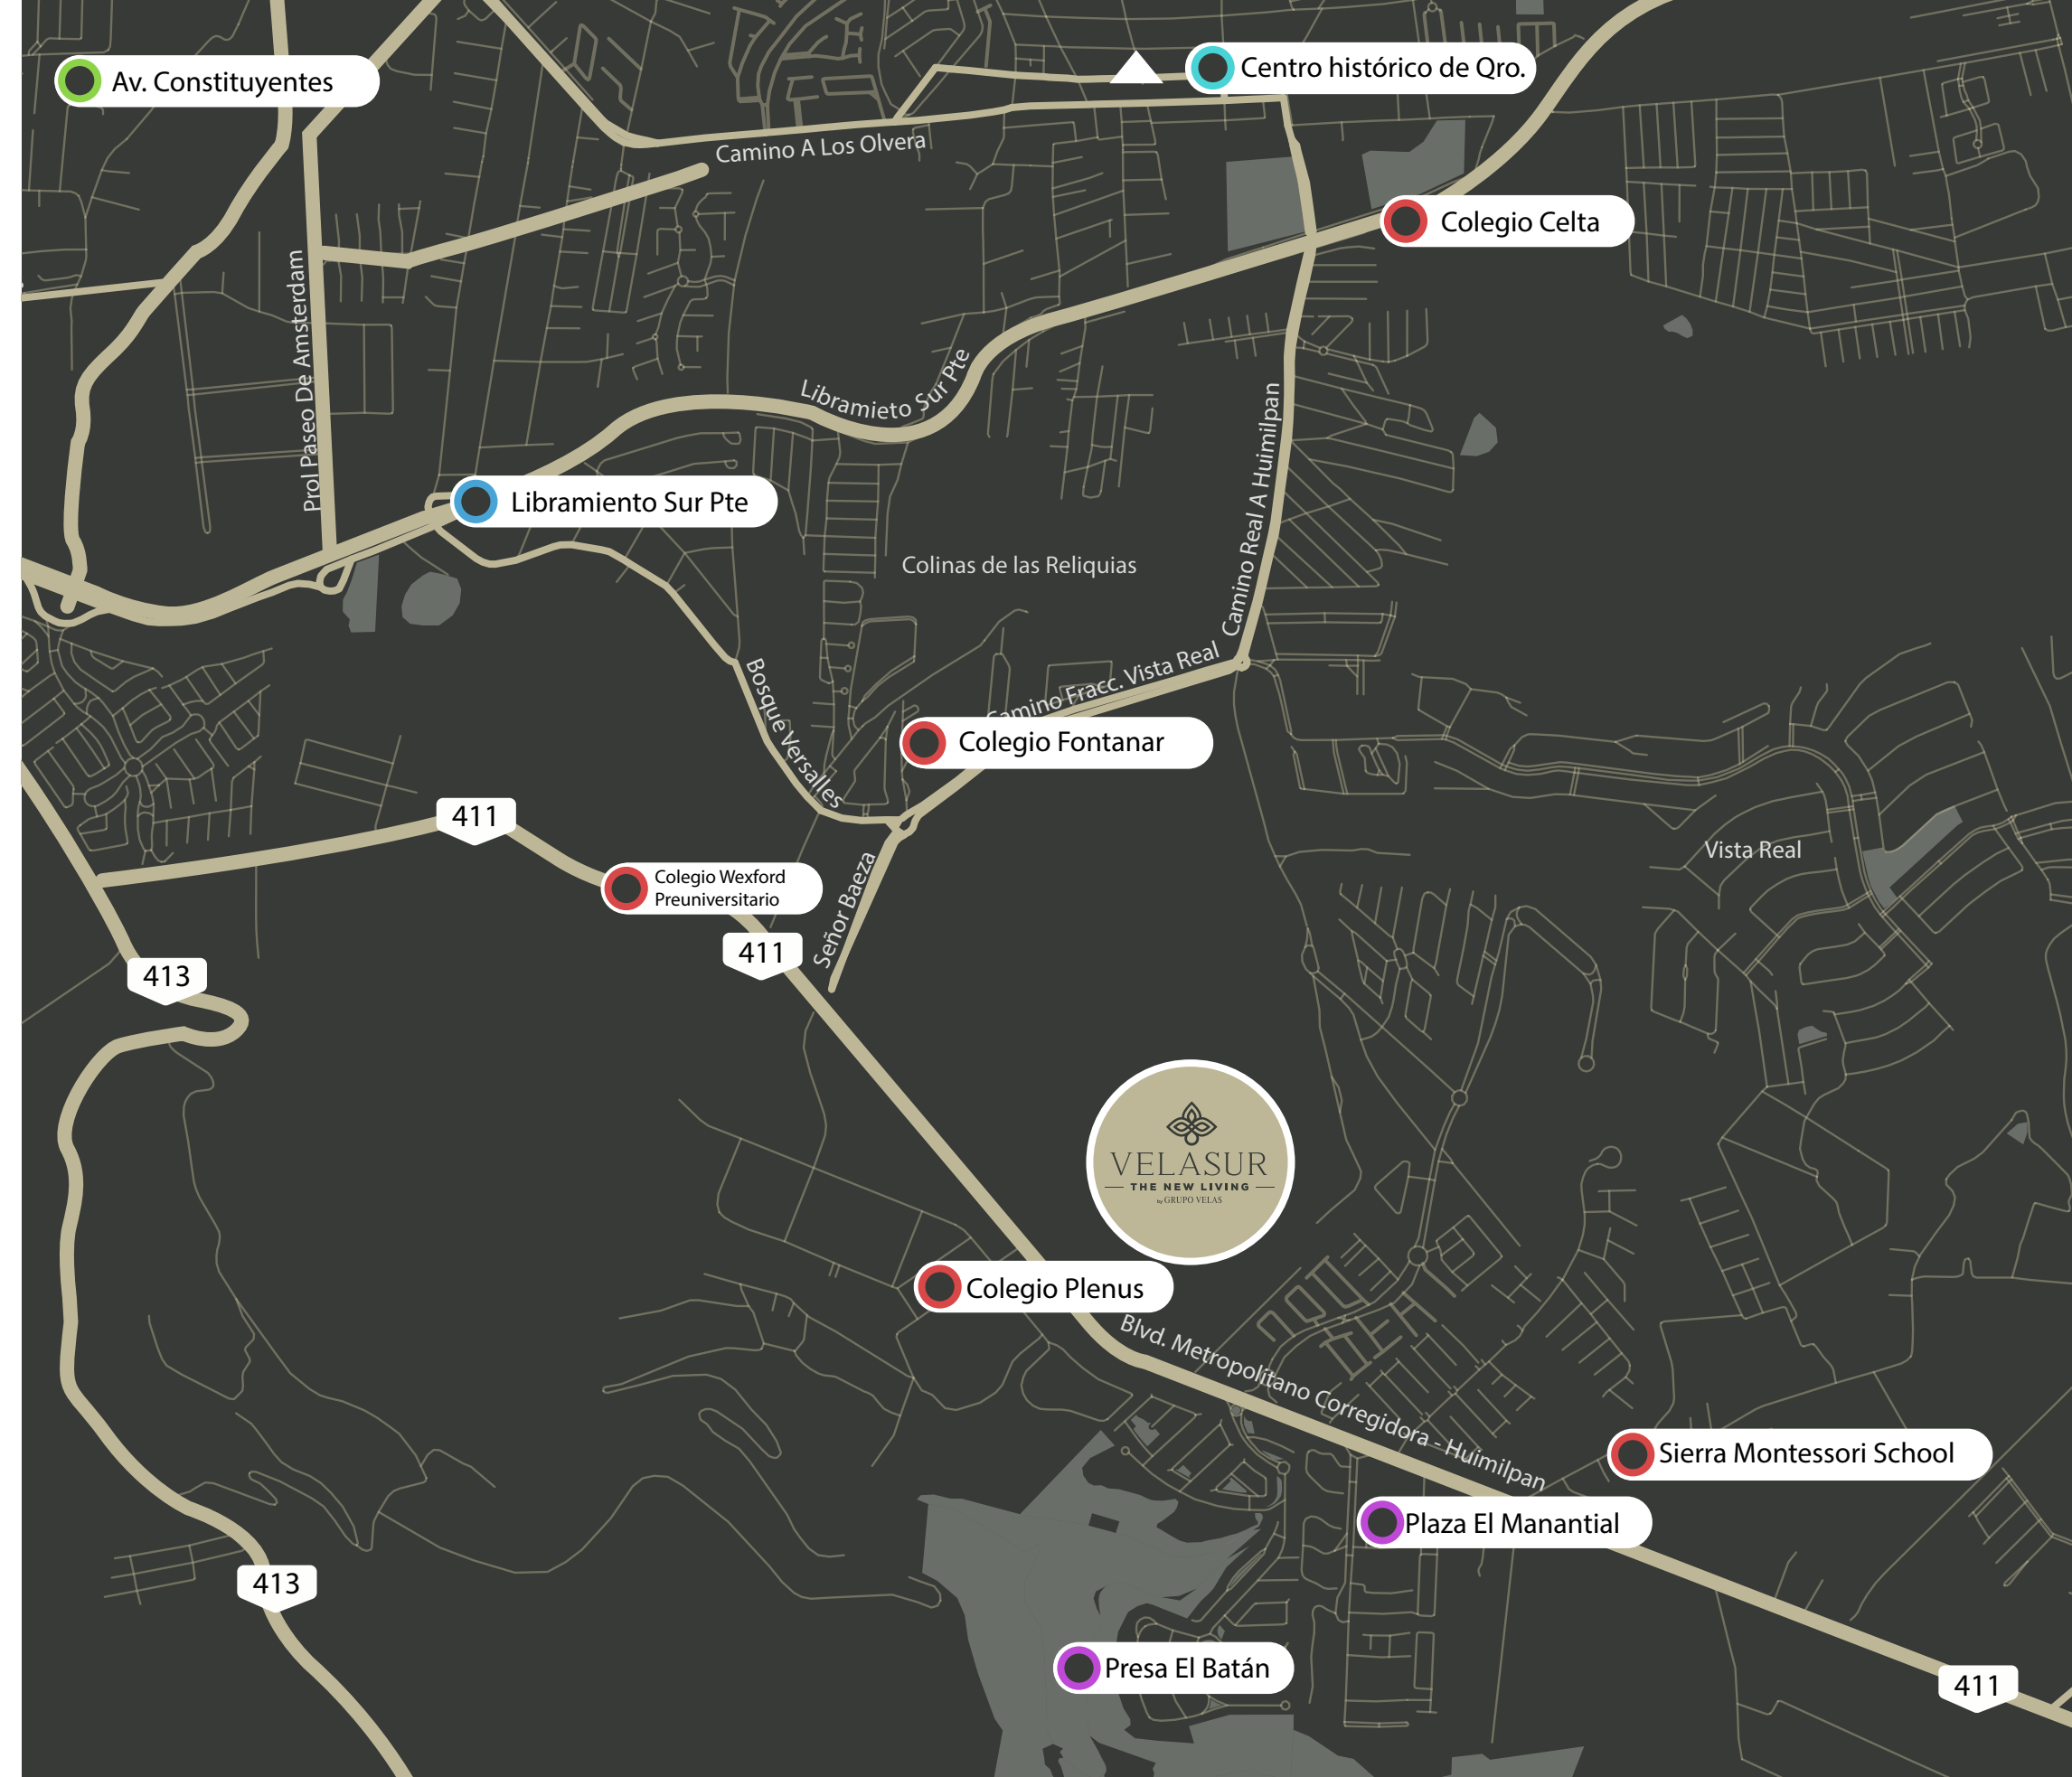 Centro histórico de Qro.
Av. Constituyentes
Camino A Los Olvera
Colegio Celta
Prol Paseo De Amsterdam
Libramieto Sur Pte
Camino Real A Huimilpan
Libramiento Sur Pte
Colinas de las Reliquias
Camino Fracc. Vista Real
Bosque Versalles
Colegio Fontanar
411
Vista Real
Colegio Wexford
Preuniversitario
Señor Baeza
411
413
VELASUR
THE NEW LIVING
by GRUPO VELAS
Colegio Plenus
Blvd. Metropolitano Corregidora - Huimilpan
Sierra Montessori School
Plaza El Manantial
413
Presa El Batán
411